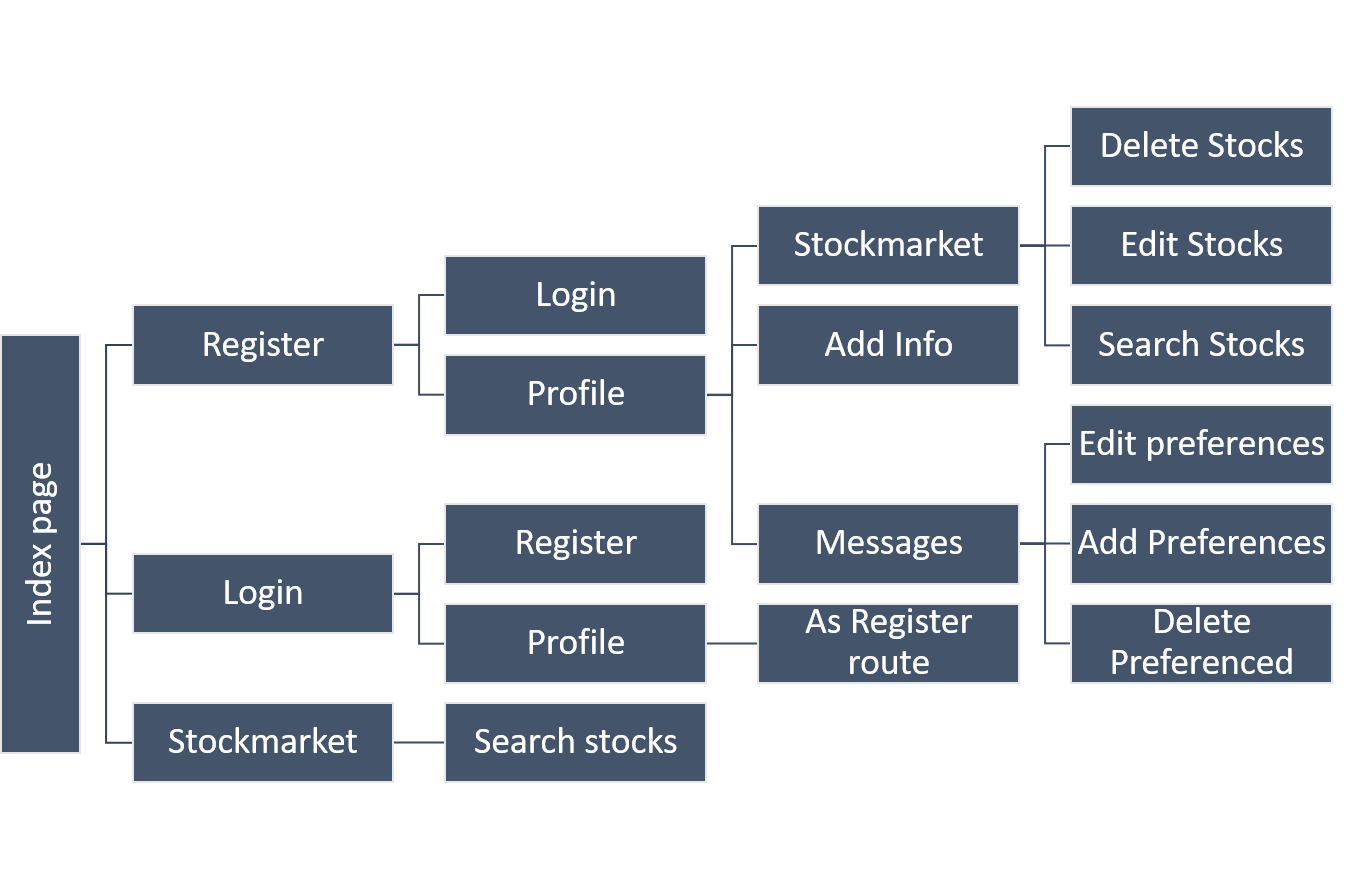 Index page
Register
Login
Stockmarket
Login
Profile
Register
Profile
Search stocks
Stockmarket
Add Info
Messages
As Register
route
Delete Stocks
Edit Stocks
Search Stocks
Edit preferences
Add Preferences
Delete
Preferenced